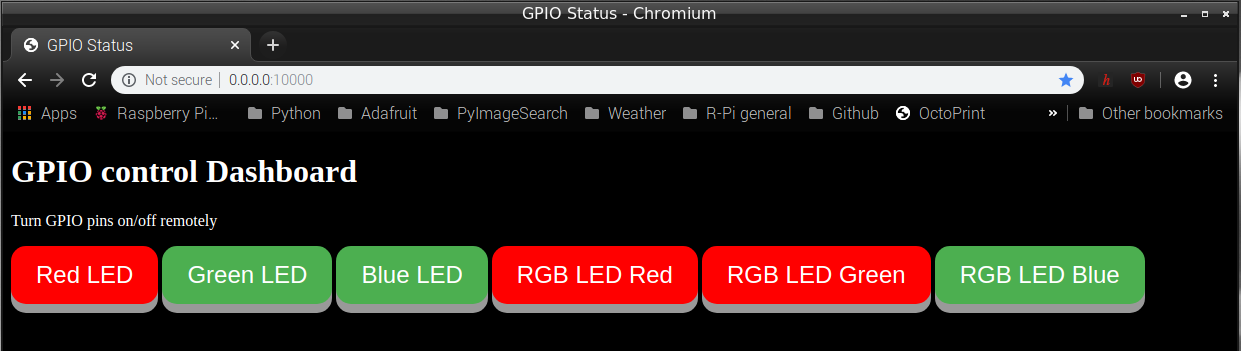 GPIO Status - Chromium
GPIO Status
Not secure | 0.0.0.0:10000
Apps Raspberry Pi... Python Adafruit PyImageSearch Weather R-Pi general Github OctoPrint » Other bookmarks
GPIO control Dashboard
Turn GPIO pins on/off remotely
Red LED Green LED Blue LED RGB LED Red RGB LED Green RGB LED Blue